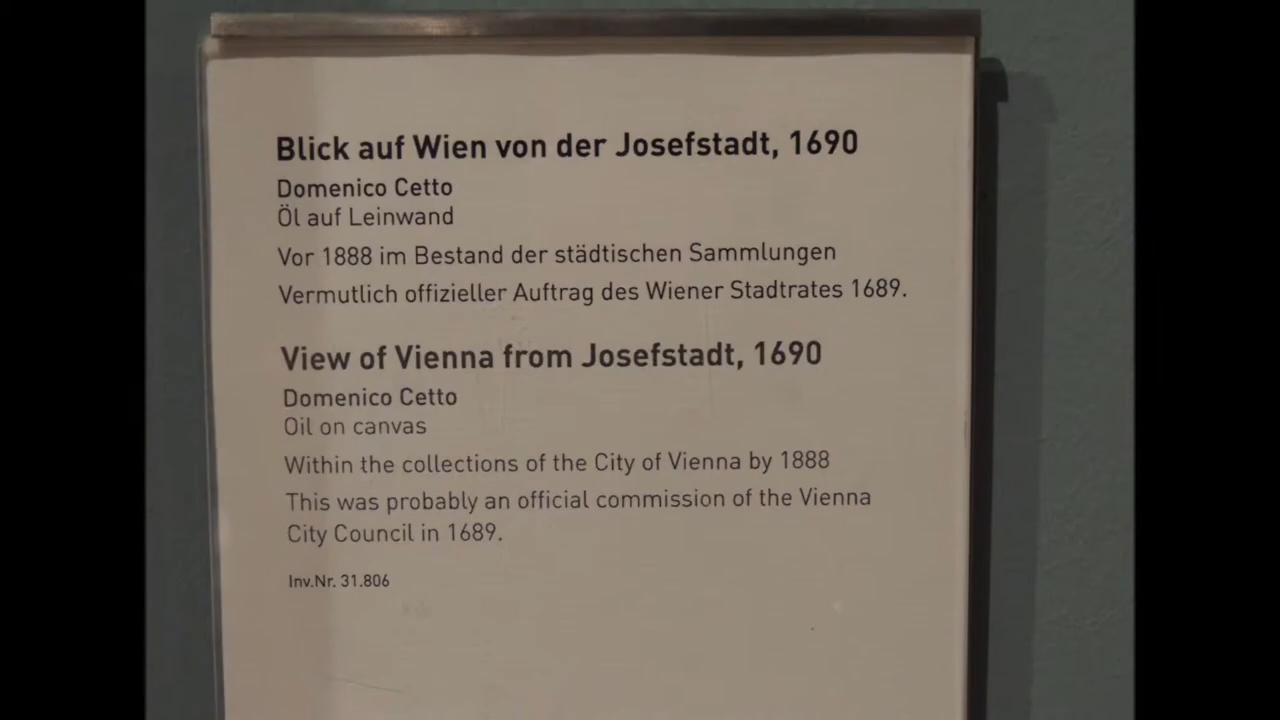 Blick auf Wien von der Josefstadt, 1690
Domenico Cetto
Öl auf Leinwand
Vor 1888 im Bestand der städtischen Sammlungen
Vermutlich offizieller Auftrag des Wiener Stadtrates 1689.
View of Vienna from Josefstadt, 1690
Domenico Cetto
Oil on canvas
Within the collections of the City of Vienna by 1888
This was probably an official commission of the Vienna
City Council in 1689.
Inv.Nr. 31.806